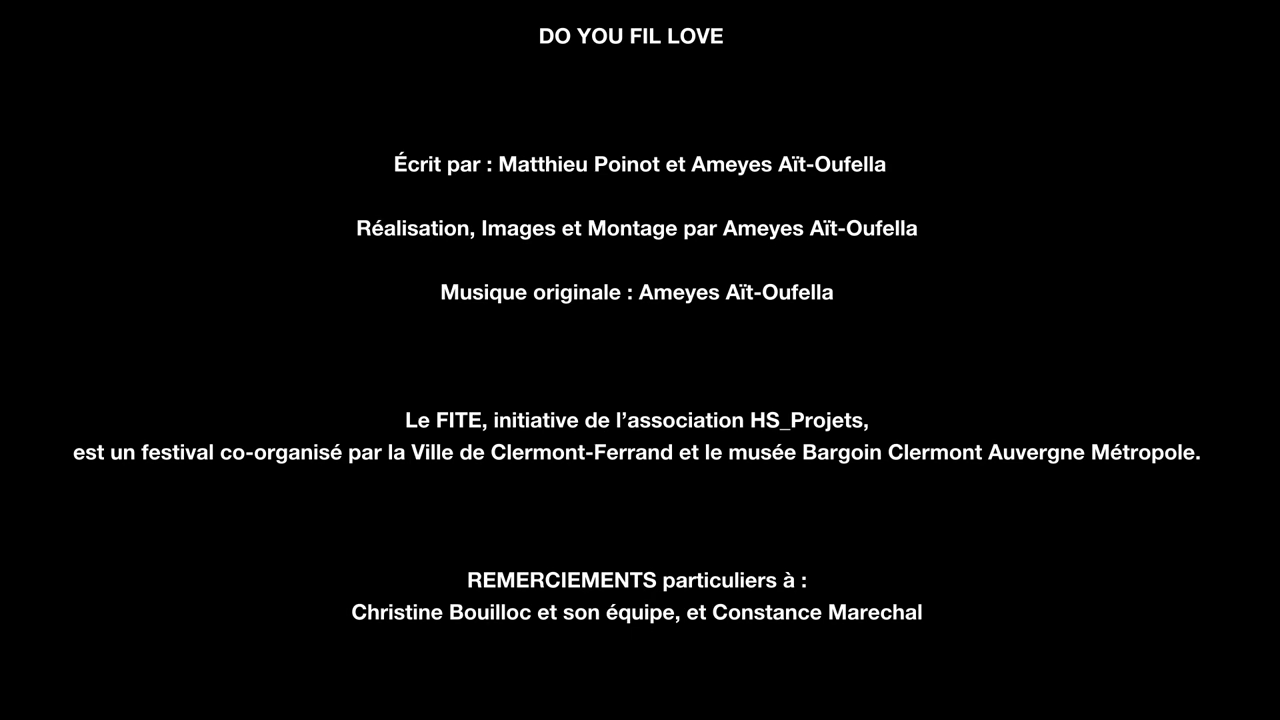 DO YOU FIL LOVE
Écrit par : Matthieu Poinot et Ameyes Aït-Oufella
Réalisation, Images et Montage par Ameyes Aït-Oufella
Musique originale : Ameyes Aït-Oufella
Le FITE, initiative de l’association HS_Projets,
est un festival co-organisé par la Ville de Clermont-Ferrand et le musée Bargoin Clermont Auvergne Métropole.
REMERCIEMENTS particuliers à :
Christine Bouilloc et son équipe, et Constance Marechal